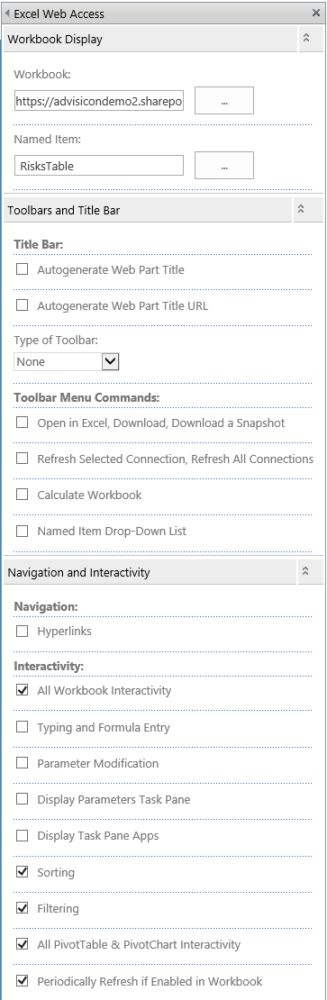 Excel Web Access
Workbook Display
Workbook:
https://advisicondemo2.sharepo
...
Named Item:
RisksTable
...
Toolbars and Title Bar
Title Bar:
Autogenerate Web Part Title
Autogenerate Web Part Title URL
Type of Toolbar:
None
Toolbar Menu Commands:
Open in Excel, Download, Download a Snapshot
Refresh Selected Connection, Refresh All Connections
Calculate Workbook
Named Item Drop-Down List
Navigation and Interactivity
Navigation:
Hyperlinks
Interactivity:
All Workbook Interactivity
Typing and Formula Entry
Parameter Modification
Display Parameters Task Pane
Display Task Pane Apps
Sorting
Filtering
All PivotTable & PivotChart Interactivity
Periodically Refresh if Enabled in Workbook